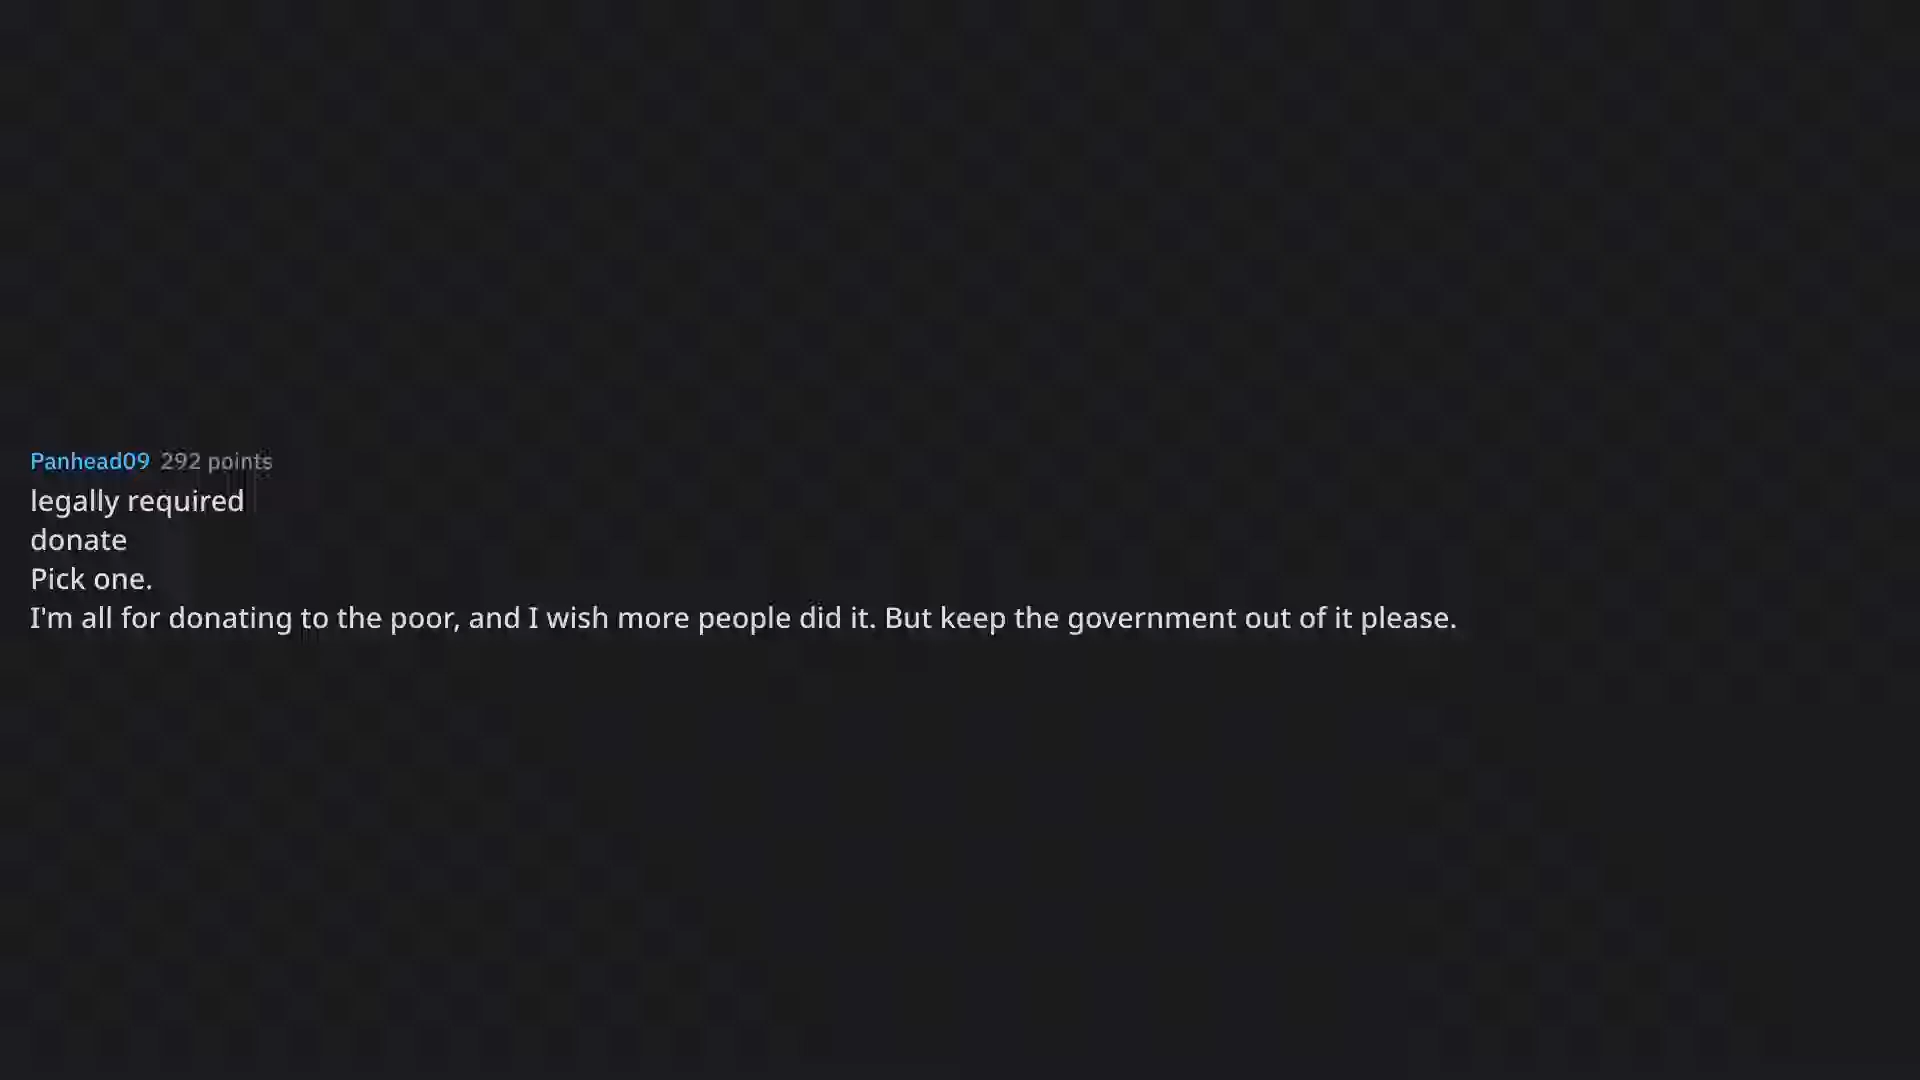 Panhead09 292 points
legally required
donate
Pick one.
I'm all for donating to the poor, and I wish more people did it. But keep the government out of it please.